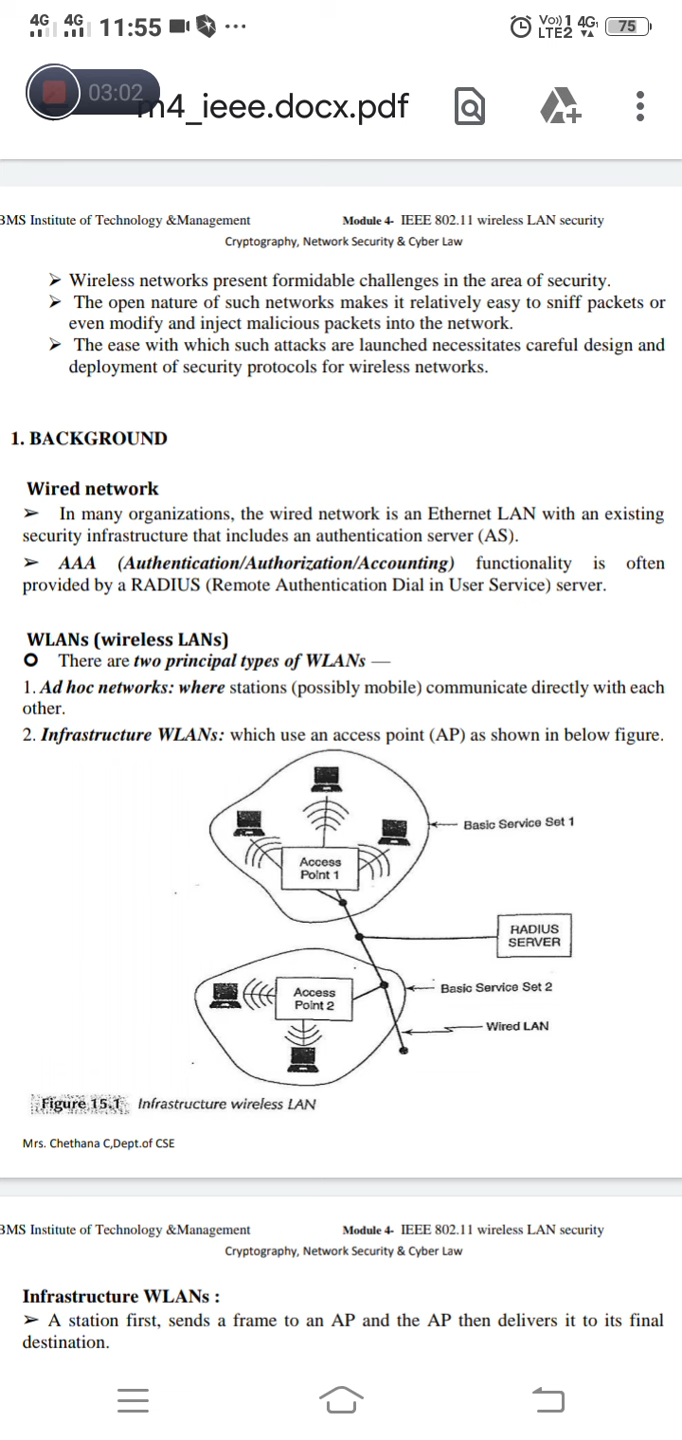 4G 4G 11:55 ... Vo)) 1 4G 75
LTE2
03:02 m4_ieee.docx.pdf
BMS Institute of Technology &Management Module 4- IEEE 802.11 wireless LAN security
Cryptography, Network Security & Cyber Law
➢ Wireless networks present formidable challenges in the area of security.
➢ The open nature of such networks makes it relatively easy to sniff packets or
even modify and inject malicious packets into the network.
➢ The ease with which such attacks are launched necessitates careful design and
deployment of security protocols for wireless networks.
1. BACKGROUND
Wired network
➢ In many organizations, the wired network is an Ethernet LAN with an existing
security infrastructure that includes an authentication server (AS).
➢ AAA (Authentication/Authorization/Accounting) functionality is often
provided by a RADIUS (Remote Authentication Dial in User Service) server.
WLANs (wireless LANs)
O There are two principal types of WLANs —
1. Ad hoc networks: where stations (possibly mobile) communicate directly with each
other.
2. Infrastructure WLANs: which use an access point (AP) as shown in below figure.
Basic Service Set 1
Access
Point 1
RADIUS
SERVER
Access
Point 2
Basic Service Set 2
Wired LAN
Figure 15.1 Infrastructure wireless LAN
Mrs. Chethana C,Dept.of CSE
BMS Institute of Technology &Management Module 4- IEEE 802.11 wireless LAN security
Cryptography, Network Security & Cyber Law
Infrastructure WLANs :
➢ A station first, sends a frame to an AP and the AP then delivers it to its final
destination.